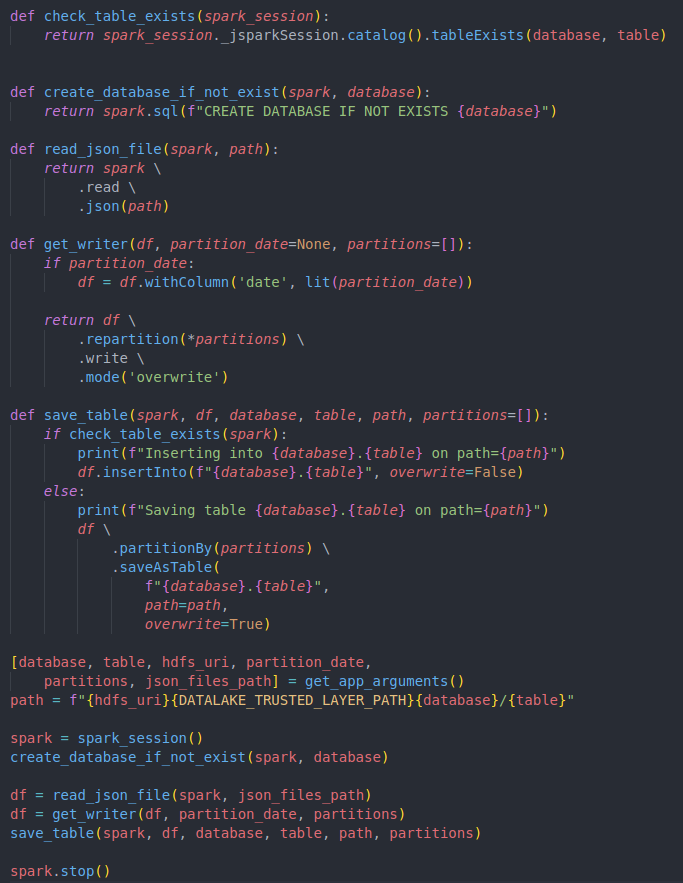 def check_table_exists(spark_session):
    return spark_session._jsparkSession.catalog().tableExists(database, table)
def create_database_if_not_exist(spark, database):
    return spark.sql(f"CREATE DATABASE IF NOT EXISTS {database}")
def read_json_file(spark, path):
    return spark \
        .read \
        .json(path)
def get_writer(df, partition_date=None, partitions=[]):
    if partition_date:
        df = df.withColumn('date', lit(partition_date))
    return df \
        .repartition(*partitions) \
        .write \
        .mode('overwrite')
def save_table(spark, df, database, table, path, partitions=[]):
    if check_table_exists(spark):
        print(f"Inserting into {database}.{table} on path={path}")
        df.insertInto(f"{database}.{table}", overwrite=False)
    else:
        print(f"Saving table {database}.{table} on path={path}")
        df \
            .partitionBy(partitions) \
            .saveAsTable(
                f"{database}.{table}",
                path=path,
                overwrite=True)
[database, table, hdfs_uri, partition_date,
    partitions, json_files_path] = get_app_arguments()
path = f"{hdfs_uri}{DATALAKE_TRUSTED_LAYER_PATH}{database}/{table}"
spark = spark_session()
create_database_if_not_exist(spark, database)
df = read_json_file(spark, json_files_path)
df = get_writer(df, partition_date, partitions)
save_table(spark, df, database, table, path, partitions)
spark.stop()